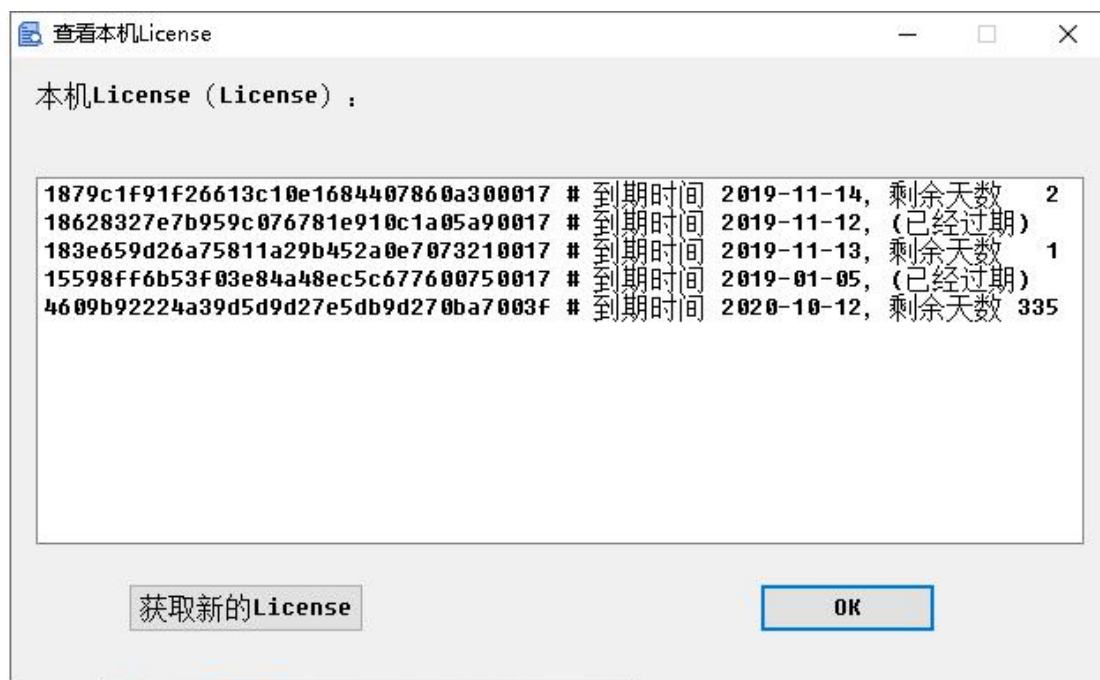 查看本机License
本机License（License）：
1879c1f91f26613c10e1684407860a300017 # 到期时间 2019-11-14, 剩余天数 2
18628327e7b959c076781e910c1a05a90017 # 到期时间 2019-11-12, (已经过期)
183e659d26a75811a29b452a0e7073210017 # 到期时间 2019-11-13, 剩余天数 1
15598ff6b53f03e84a48ec5c677600750017 # 到期时间 2019-01-05, (已经过期)
4609b92224a39d5d9d27e5db9d270ba7003f # 到期时间 2020-10-12, 剩余天数 335
获取新的License
OK